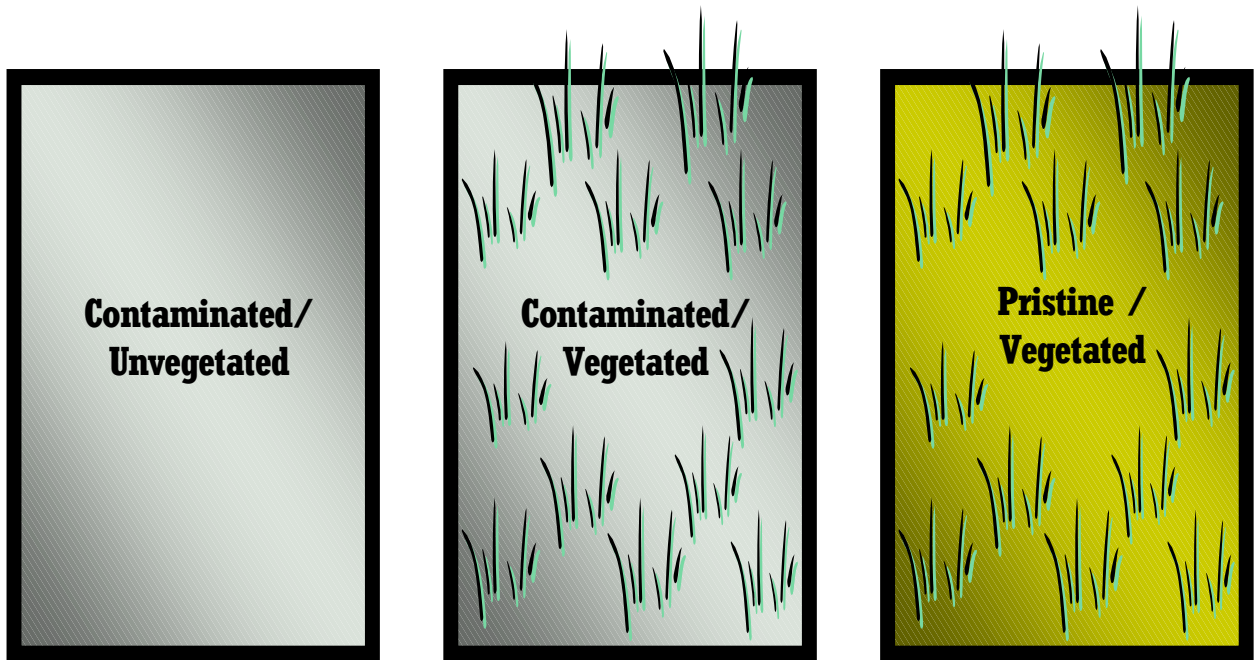 Contaminated/
Unvegetated
Contaminated/
Vegetated
Pristine /
Vegetated